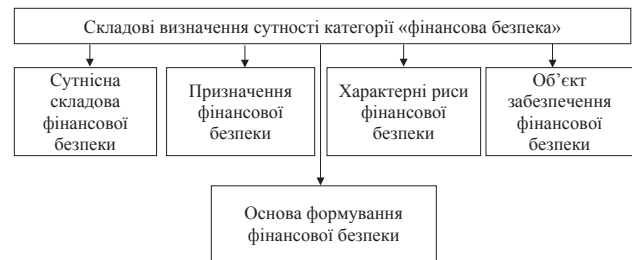 Складові визначення сутності категорії «фінансова безпека»
Сутнісна
складова
фінансової
безпеки
Призначення
фінансової
безпеки
Характерні риси
фінансової
безпеки
Об’єкт
забезпечення
фінансової
безпеки
Основа формування
фінансової безпеки